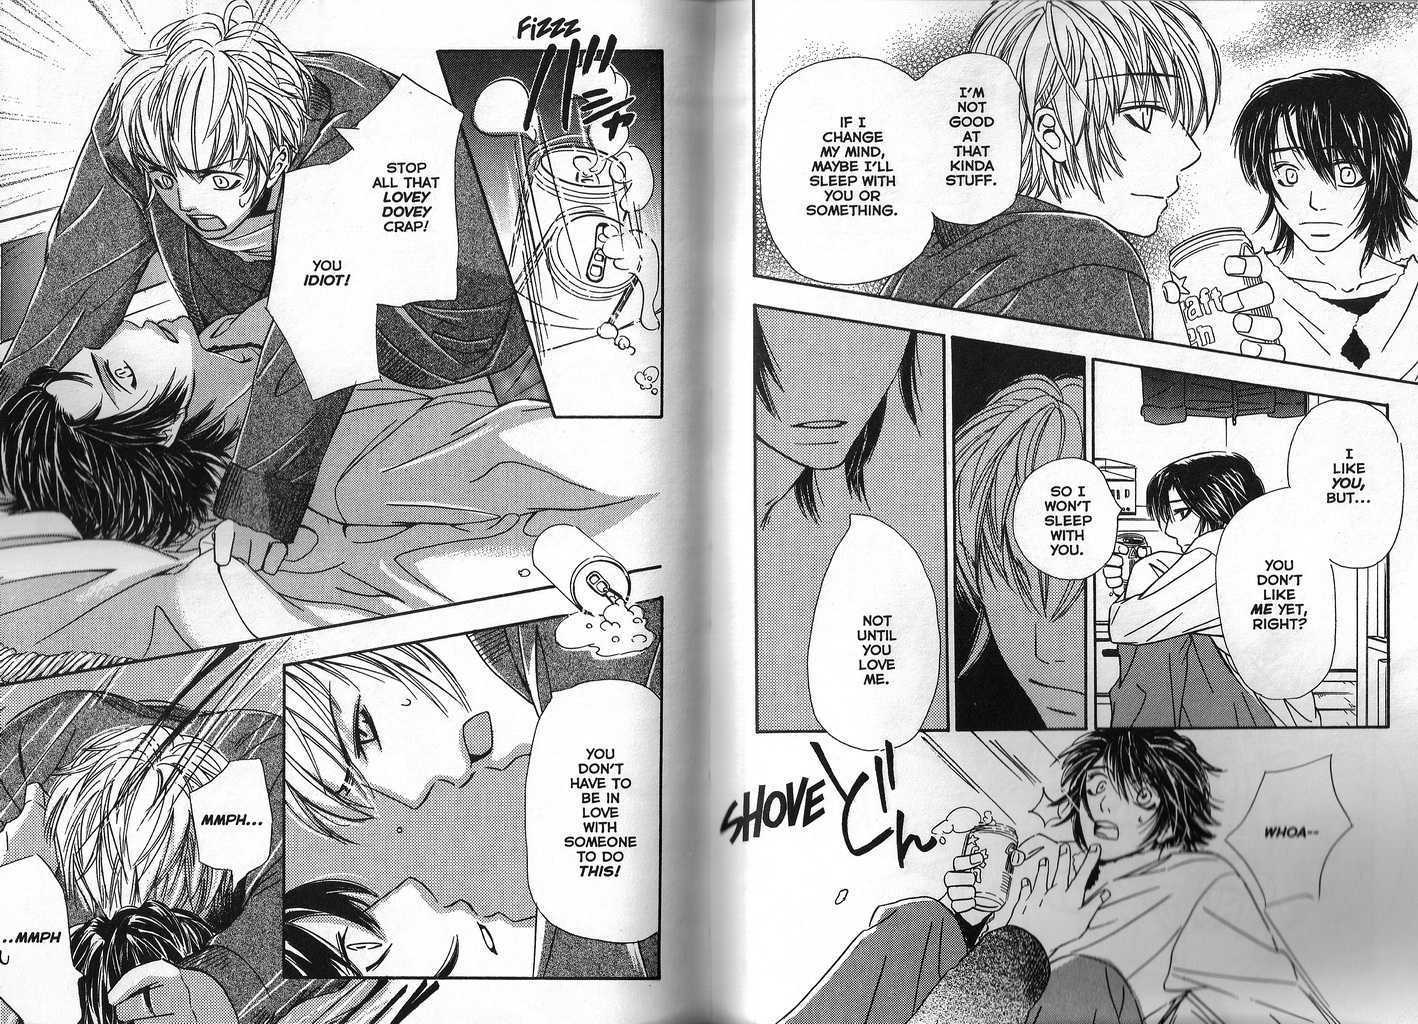 I'M
NOT
GOOD
AT
THAT
KINDA
STUFF.
IF I
CHANGE
MY MIND,
MAYBE I'LL
SLEEP WITH
YOU OR
SOMETHING.
I
LIKE
YOU,
BUT...
YOU
DON'T
LIKE
ME YET,
RIGHT?
SO I
WON'T
SLEEP
WITH
YOU.
NOT
UNTIL
YOU
LOVE
ME.
WHOA--
SHOVE
どん
FIZZZ
STOP
ALL THAT
LOVEY
DOVEY
CRAP!
YOU
IDIOT!
YOU
DON'T
HAVE TO
BE IN
LOVE
WITH
SOMEONE
TO DO
THIS!
MMPH...
...MMPH